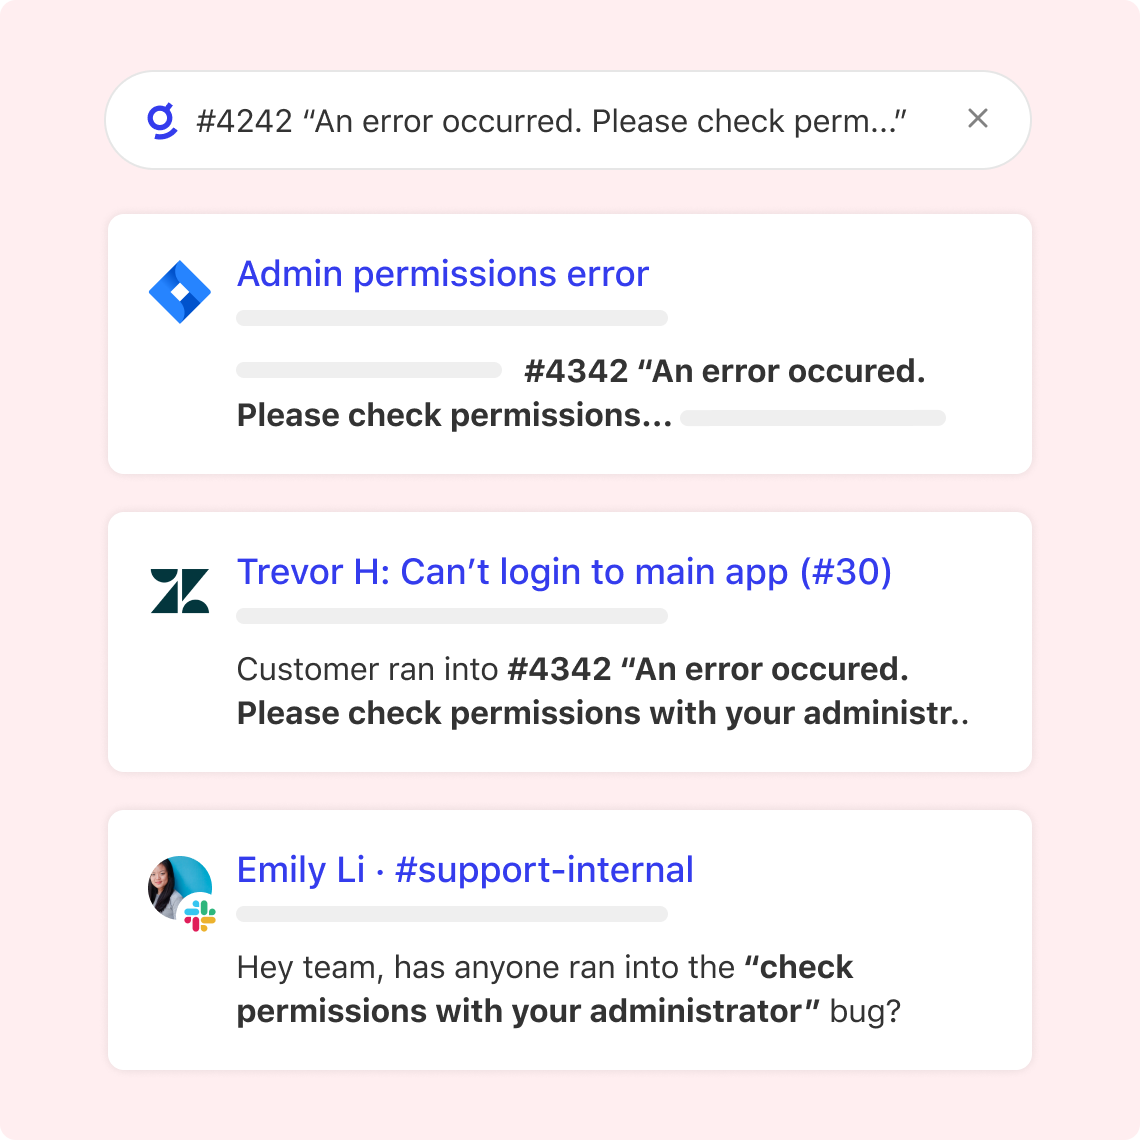 #4242 “An error occurred. Please check perm...”
Admin permissions error
#4342 “An error occured.
Please check permissions...
Trevor H: Can’t login to main app (#30)
Customer ran into #4342 “An error occured.
Please check permissions with your administr..
Emily Li · #support-internal
Hey team, has anyone ran into the “check
permissions with your administrator” bug?